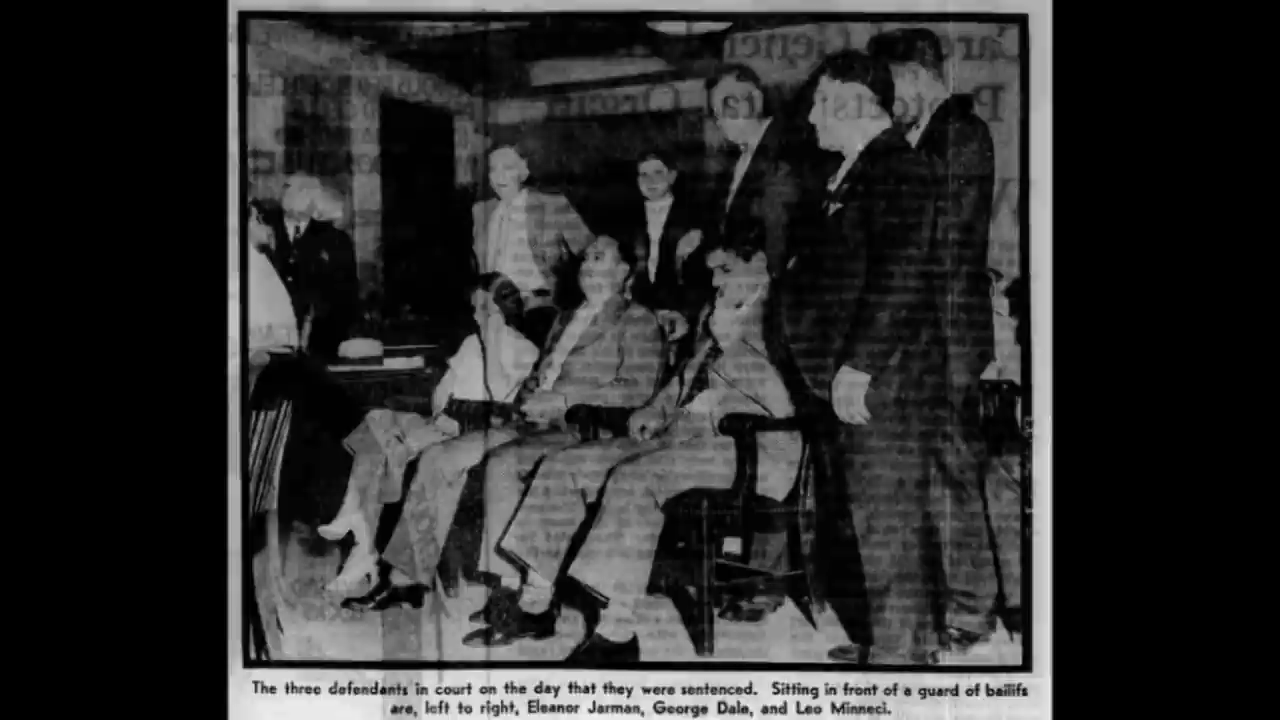 The three defendants in court on the day that they were sentenced. Sitting in front of a guard of bailifs
are, left to right, Eleanor Jarman, George Dale, and Leo Minneci.